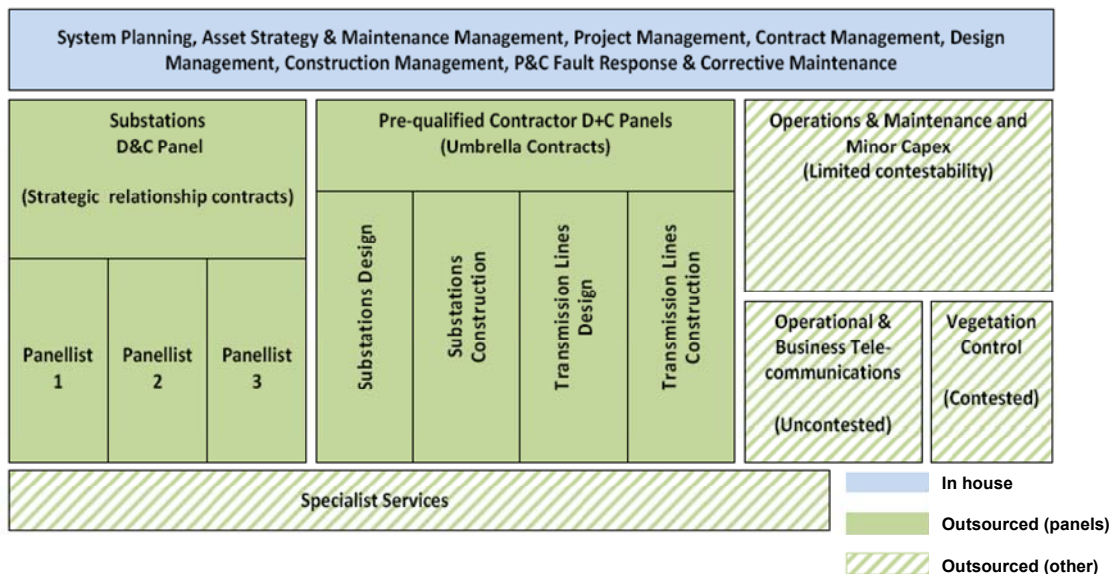 System Planning, Asset Strategy & Maintenance Management, Project Management, Contract Management, Design
Management, Construction Management, P&C Fault Response & Corrective Maintenance
Substations
D&C Panel
(Strategic relationship contracts)
Panellist
1
Panellist
2
Panellist
3
Pre-qualified Contractor D+C Panels
(Umbrella Contracts)
Substations Design
Substations
Construction
Transmission Lines
Design
Transmission Lines
Construction
Operations & Maintenance and
Minor Capex
(Limited contestability)
Operational &
Business Tele-
communications
(Uncontested)
Vegetation
Control
(Contested)
Specialist Services
In house
Outsourced (panels)
Outsourced (other)